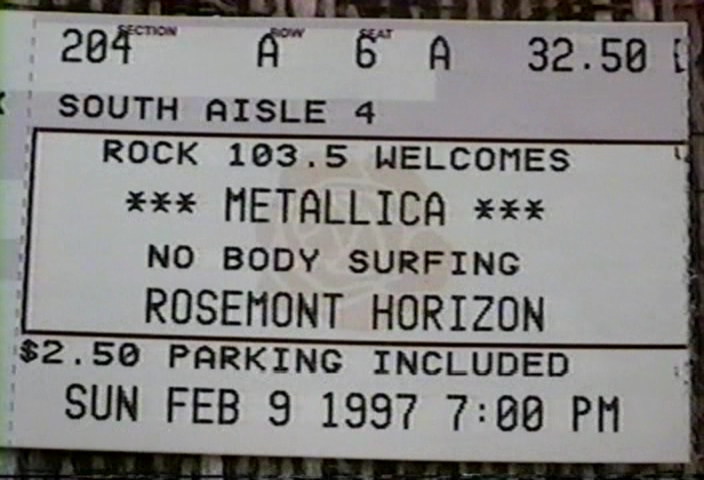 SECTION ROW SEAT
204 A 6 A 32.50
SOUTH AISLE 4
ROCK 103.5 WELCOMES
*** METALLICA ***
NO BODY SURFING
ROSEMONT HORIZON
$2.50 PARKING INCLUDED
SUN FEB 9 1997 7:00 PM